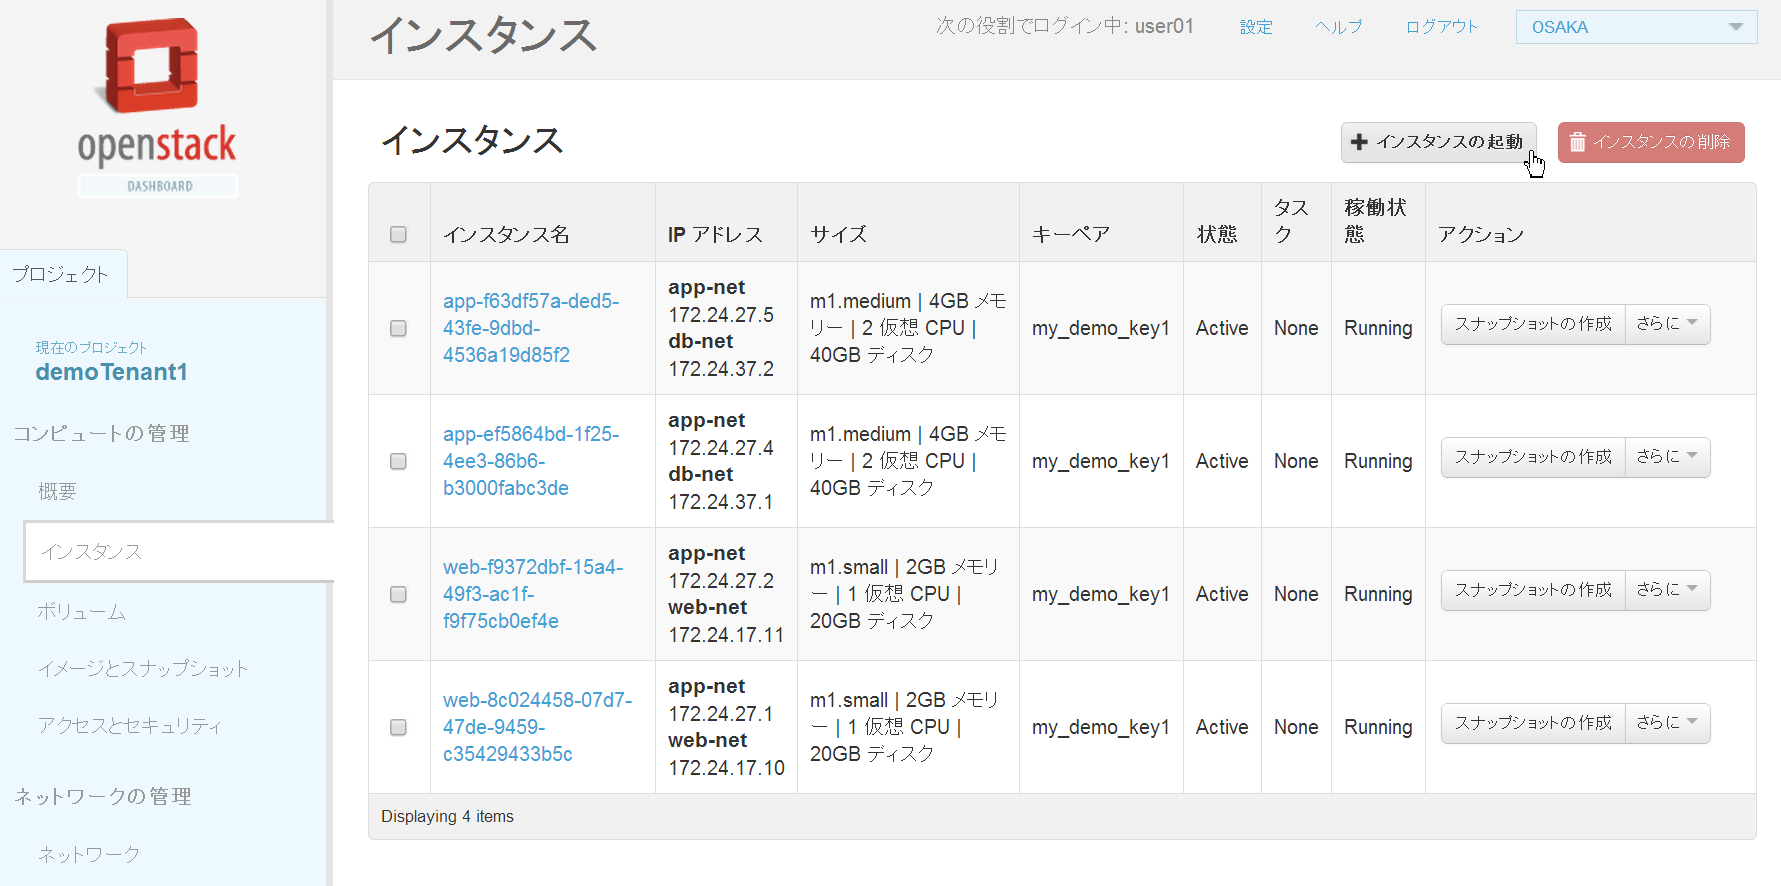 openstack
DASHBOARD
プロジェクト
現在のプロジェクト
demoTenant1
コンピュートの管理
概要
インスタンス
ボリューム
イメージとスナップショット
アクセスとセキュリティ
ネットワークの管理
ネットワーク
インスタンス
次の役割でログイン中: user01
設定
ヘルプ
ログアウト
OSAKA
インスタンス
インスタンスの起動
インスタンスの削除
インスタンス名
IP アドレス
サイズ
キーペア
状態
タス
ク
稼働状
態
アクション
app-f63df57a-ded5-
43fe-9dbd-
4536a19d85f2
app-net
172.24.27.5
db-net
172.24.37.2
m1.medium | 4GB メモ
リー | 2 仮想 CPU |
40GB ディスク
my_demo_key1
Active
None
Running
スナップショットの作成
さらに
app-ef5864bd-1f25-
4ee3-86b6-
b3000fabc3de
app-net
172.24.27.4
db-net
172.24.37.1
m1.medium | 4GB メモ
リー | 2 仮想 CPU |
40GB ディスク
my_demo_key1
Active
None
Running
スナップショットの作成
さらに
web-f9372dbf-15a4-
49f3-ac1f-
f9f75cb0ef4e
app-net
172.24.27.2
web-net
172.24.17.11
m1.small | 2GB メモリ
ー | 1 仮想 CPU |
20GB ディスク
my_demo_key1
Active
None
Running
スナップショットの作成
さらに
web-8c024458-07d7-
47de-9459-
c35429433b5c
app-net
172.24.27.1
web-net
172.24.17.10
m1.small | 2GB メモリ
ー | 1 仮想 CPU |
20GB ディスク
my_demo_key1
Active
None
Running
スナップショットの作成
さらに
Displaying 4 items